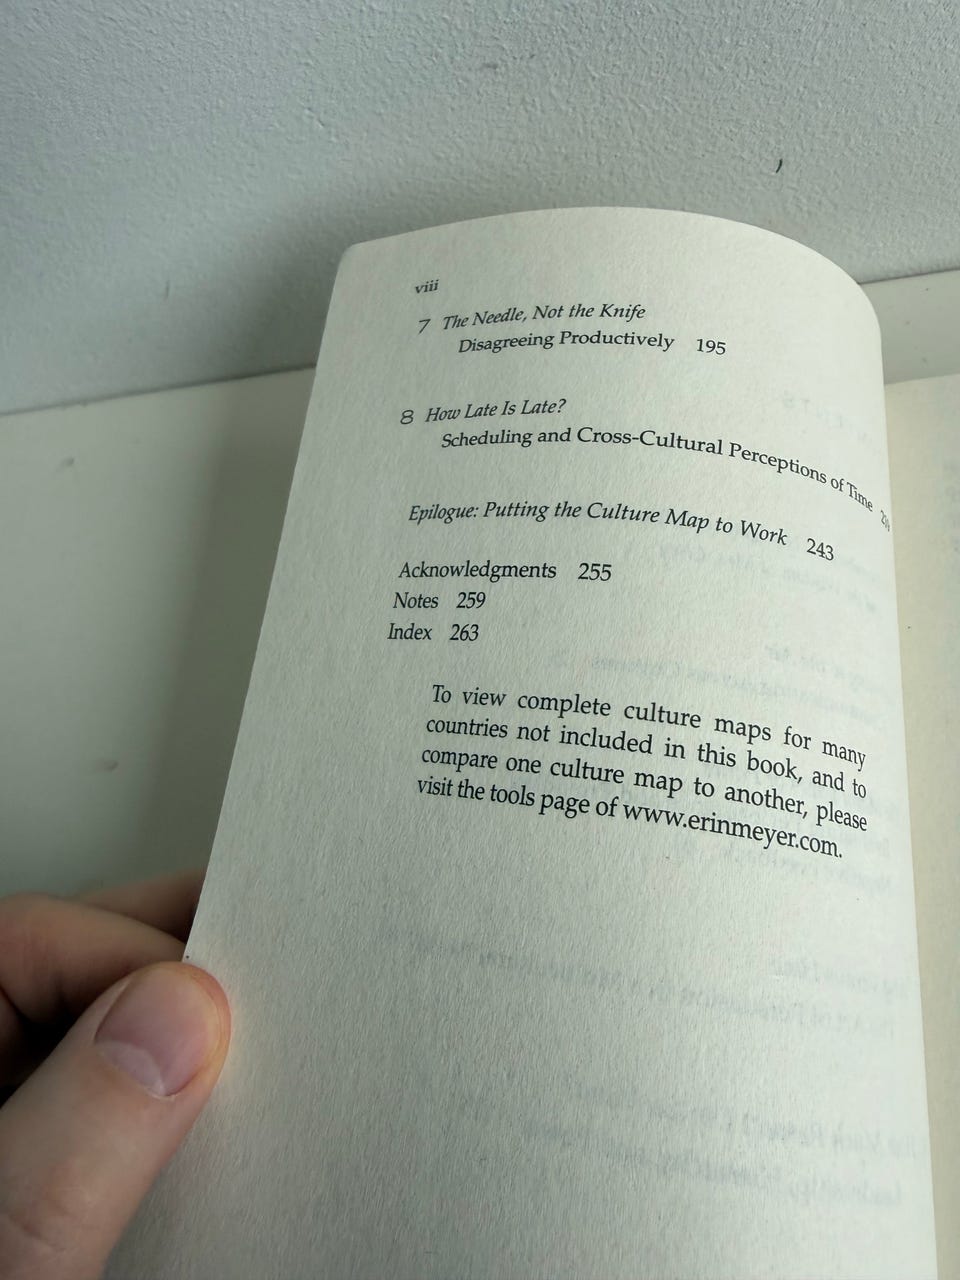 viii
7 The Needle, Not the Knife
Disagreeing Productively 195
8 How Late Is Late?
Scheduling and Cross-Cultural Perceptions of Time
Epilogue: Putting the Culture Map to Work 243
Acknowledgments 255
Notes 259
Index 263
To view complete culture maps for many
countries not included in this book, and to
compare one culture map to another, please
visit the tools page of www.erinmeyer.com.